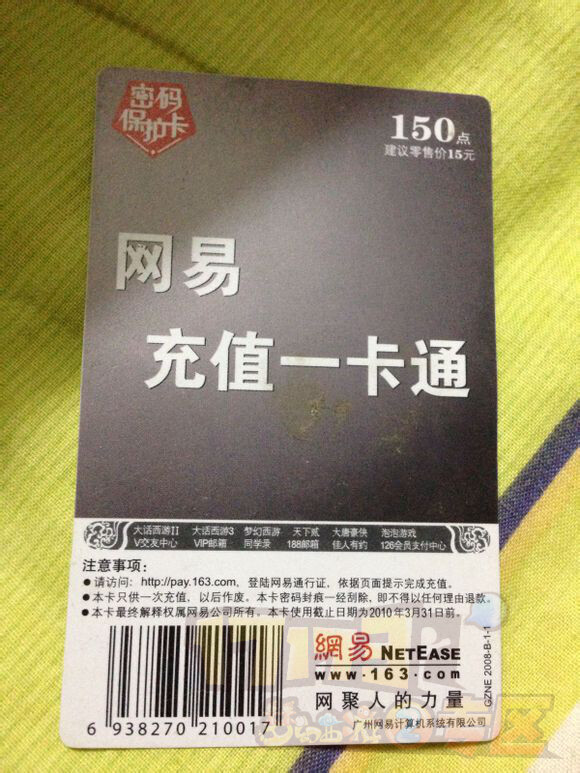 密码
保护卡
150点
建议零售价15元
网易
充值一卡通
大话西游II 大话西游3 梦幻西游 天下贰 大唐豪侠 泡泡游戏
V交友中心 VIP邮箱 同学录 188邮箱 佳人有约 126会员支付中心
注意事项：
●请访问：http://pay.163.com，登陆网易通行证，依据页面提示完成充值。
●本卡只供一次充值，以后作废。本卡密码封痕一经刮除，即不得以任何理由退款。
●本卡最终解释权属网易公司所有。本卡使用截止日期为2010年3月31日前。
網易 NETEASE
www.163.com
网聚人的力量
广州网易计算机系统有限公司
6 938270 210017
GZNE 2008-B-1-1